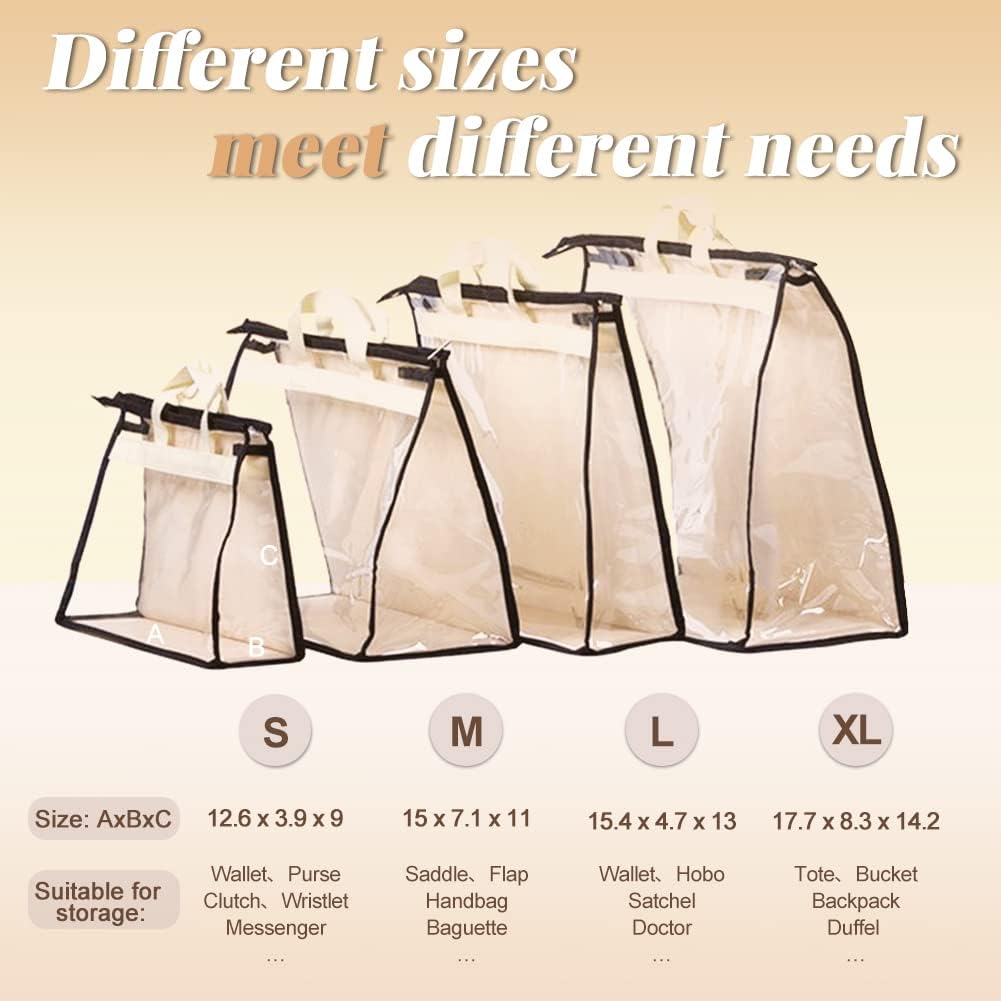 Different sizes
meet different needs
C
A
B
S
M
L
XL
Size: AxBxC
12.6 x 3.9 x 9
15 x 7.1 x 11
15.4 x 4.7 x 13
17.7 x 8.3 x 14.2
Suitable for
storage:
Wallet、Purse
Clutch、Wristlet
Messenger
...
Saddle、Flap
Handbag
Baguette
...
Wallet、Hobo
Satchel
Doctor
...
Tote、Bucket
Backpack
Duffel
...